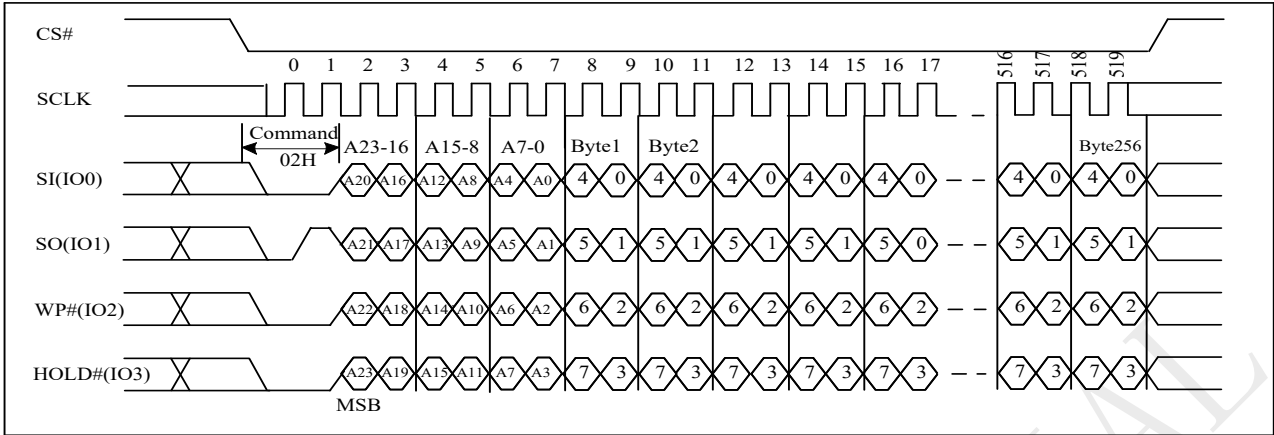 CS#
0 1 2 3 4 5 6 7 8 9 10 11 12 13 14 15 16 17 516 517 518 519
SCLK
Command
02H
A23-16 A15-8 A7-0 Byte1 Byte2 Byte256
SI(IO0) A20 A16 A12 A8 A4 A0 4 0 4 0 4 0 4 0 4 0 4 0 4 0
SO(IO1) A21 A17 A13 A9 A5 A1 5 1 5 1 5 1 5 1 5 0 5 1 5 1
WP#(IO2) A22 A18 A14 A10 A6 A2 6 2 6 2 6 2 6 2 6 2 6 2 6 2
HOLD#(IO3) A23 A19 A15 A11 A7 A3 7 3 7 3 7 3 7 3 7 3 7 3 7 3
MSB